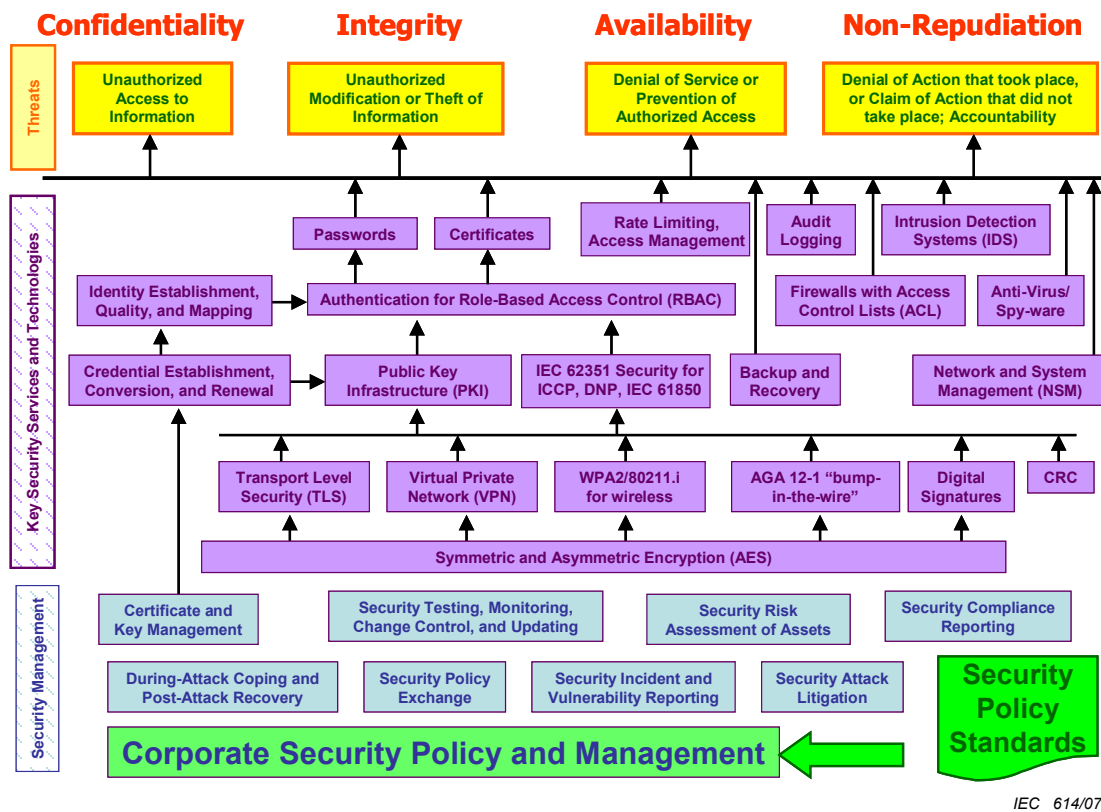 Confidentiality
Integrity
Availability
Non-Repudiation
Threats
Unauthorized
Access to
Information
Unauthorized
Modification or Theft of
Information
Denial of Service or
Prevention of
Authorized Access
Denial of Action that took place,
or Claim of Action that did not
take place; Accountability
Key Security Services and Technologies
Passwords
Certificates
Rate Limiting,
Access Management
Audit
Logging
Intrusion Detection
Systems (IDS)
Identity Establishment,
Quality, and Mapping
Authentication for Role-Based Access Control (RBAC)
Firewalls with Access
Control Lists (ACL)
Anti-Virus/
Spy-ware
Credential Establishment,
Conversion, and Renewal
Public Key
Infrastructure (PKI)
IEC 62351 Security for
ICCP, DNP, IEC 61850
Backup and
Recovery
Network and System
Management (NSM)
Transport Level
Security (TLS)
Virtual Private
Network (VPN)
WPA2/80211.i
for wireless
AGA 12-1 “bump-
in-the-wire”
Digital
Signatures
CRC
Symmetric and Asymmetric Encryption (AES)
Security Management
Certificate and
Key Management
Security Testing, Monitoring,
Change Control, and Updating
Security Risk
Assessment of Assets
Security Compliance
Reporting
During-Attack Coping and
Post-Attack Recovery
Security Policy
Exchange
Security Incident and
Vulnerability Reporting
Security Attack
Litigation
Security
Policy
Standards
Corporate Security Policy and Management
IEC 614/07